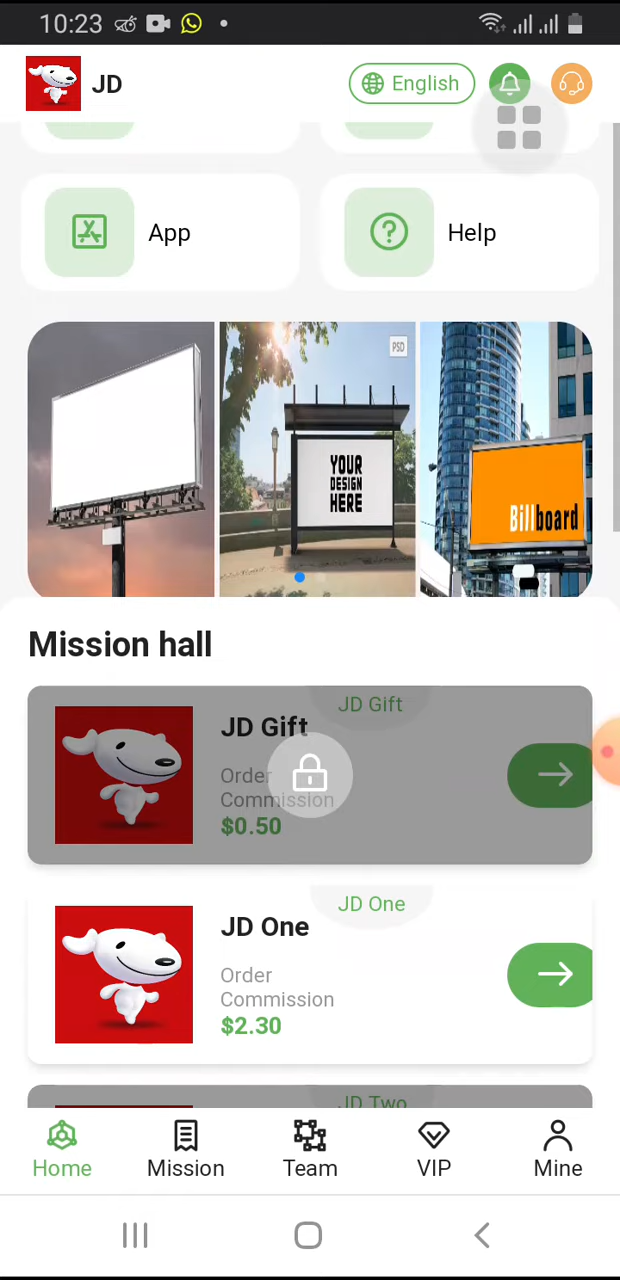 10:23
JD
English
App
Help
PSD
YOUR
DESIGN
HERE
Billboard
Mission hall
JD Gift
JD Gift
Order
Commission
$0.50
JD One
JD One
Order
Commission
$2.30
JD Two
Home
Mission
Team
VIP
Mine